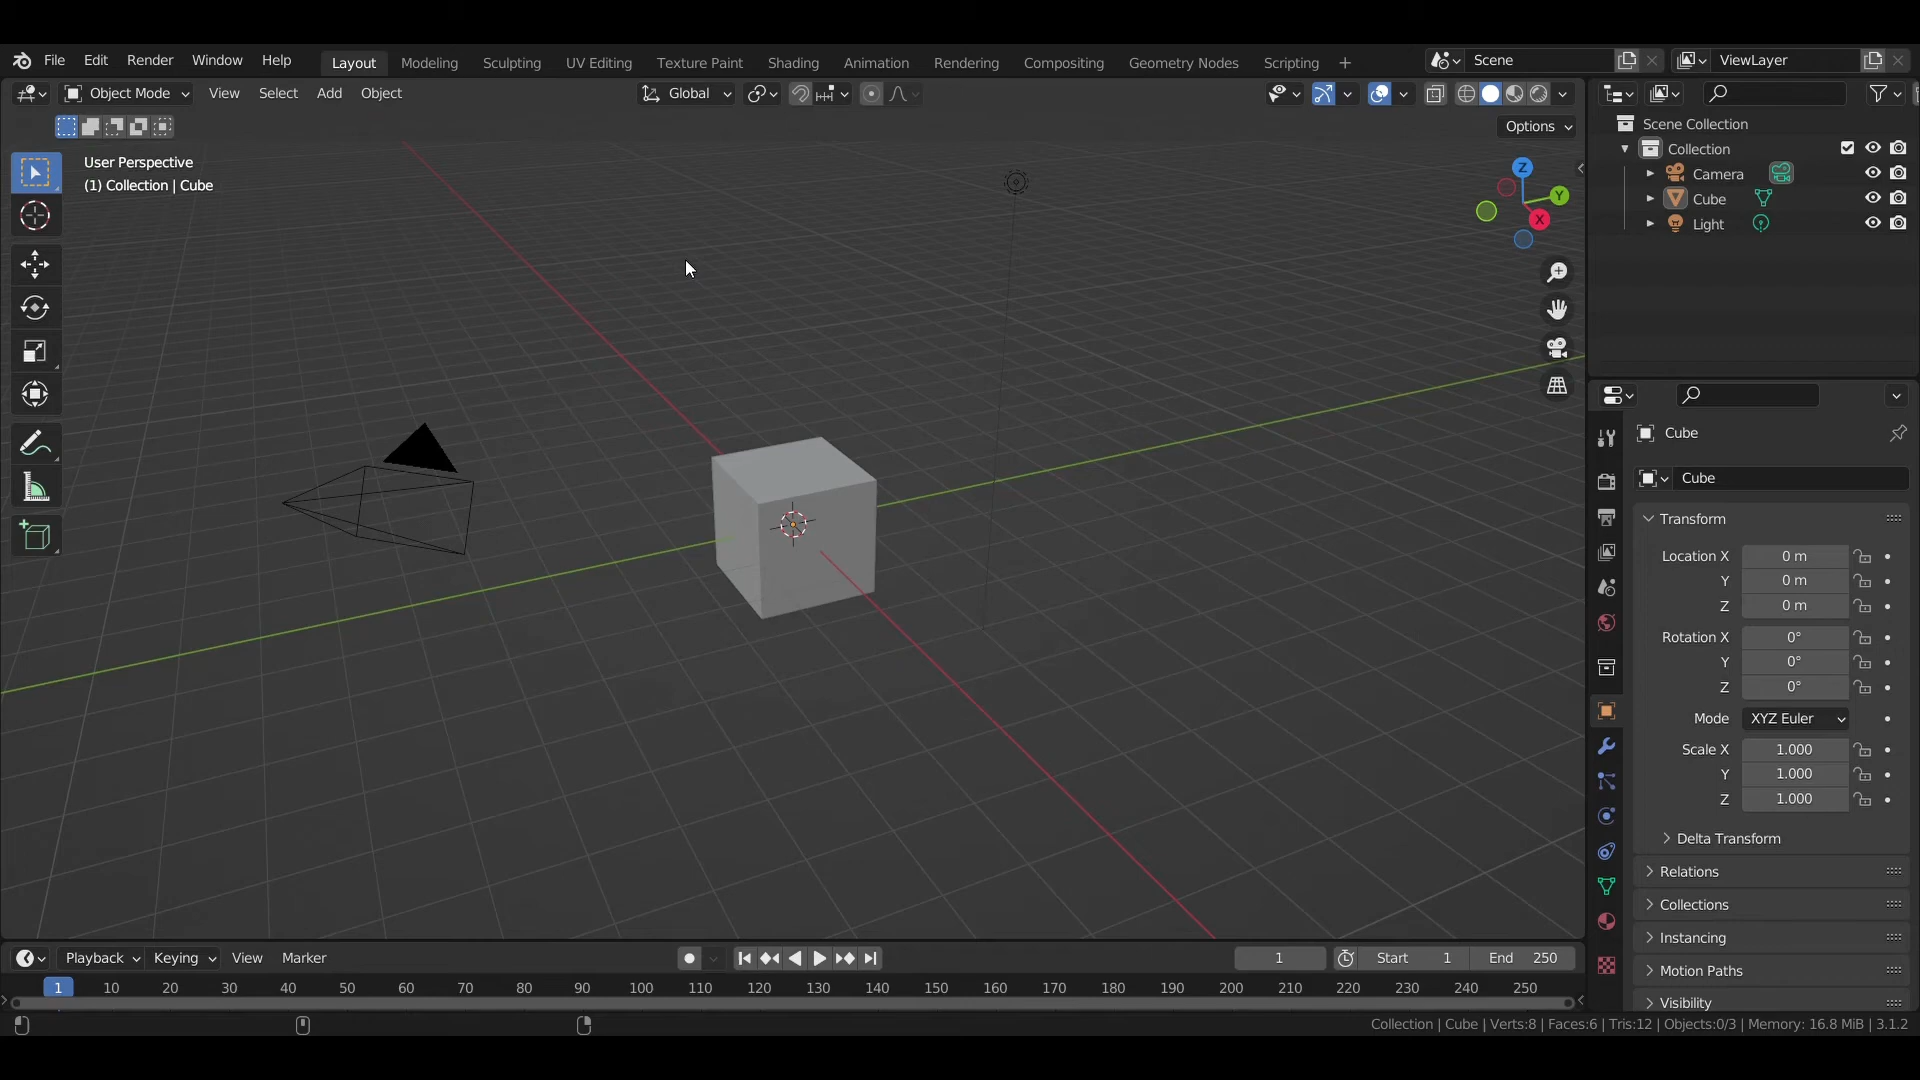 File Edit Render Window Help Layout Modeling Sculpting UV Editing Texture Paint Shading Animation Rendering Compositing Geometry Nodes Scripting + Scene ViewLayer
Object Mode View Select Add Object Global
Options
User Perspective
(1) Collection | Cube
Z
Y
X
Scene Collection
Collection
Camera
Cube
Light
Cube
Cube
Transform
Location X 0 m
Y 0 m
Z 0 m
Rotation X 0°
Y 0°
Z 0°
Mode XYZ Euler
Scale X 1.000
Y 1.000
Z 1.000
Delta Transform
Relations
Collections
Instancing
Motion Paths
Visibility
Playback Keying View Marker 1 Start 1 End 250
1 10 20 30 40 50 60 70 80 90 100 110 120 130 140 150 160 170 180 190 200 210 220 230 240 250
Collection | Cube | Verts:8 | Faces:6 | Tris:12 | Objects:0/3 | Memory: 16.8 MiB | 3.1.2